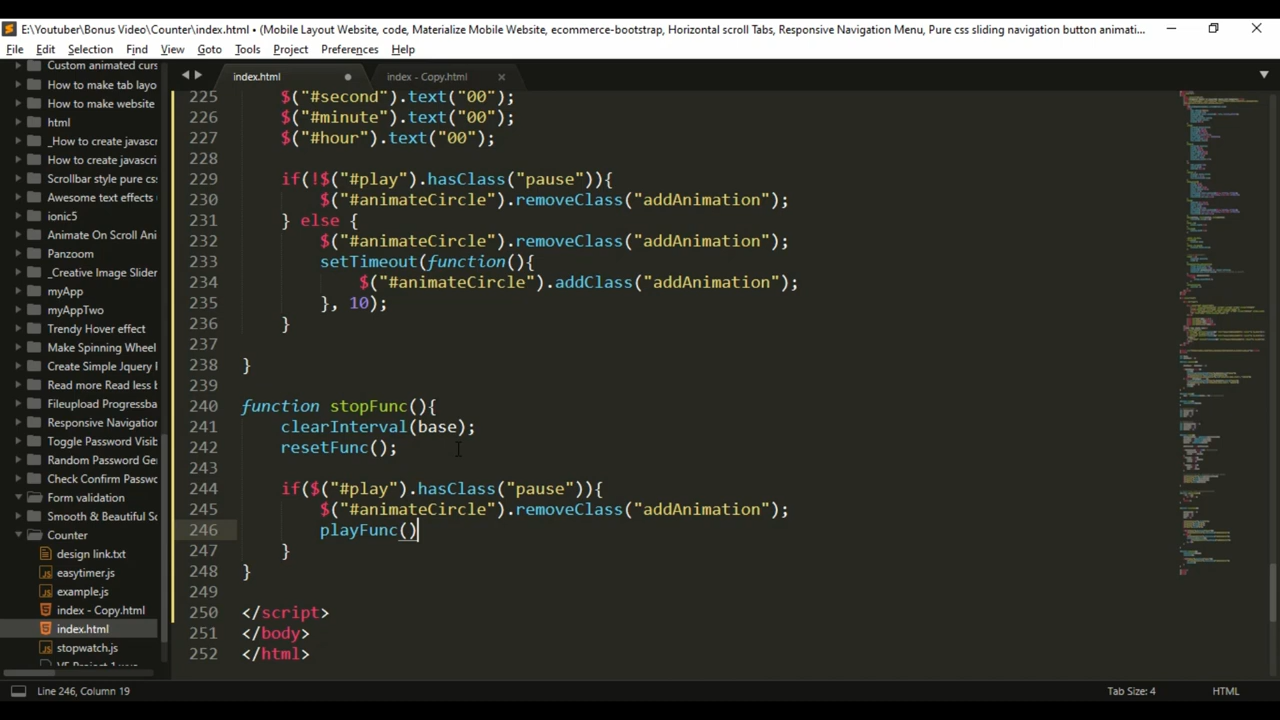 E:\Youtuber\Bonus Video\Counter\index.html • (Mobile Layout Website, code, Materialize Mobile Website, ecommerce-bootstrap, Horizontal scroll Tabs, Responsive Navigation Menu, Pure css sliding navigation button animati...
File Edit Selection Find View Goto Tools Project Preferences Help
index.html index - Copy.html
Custom animated curs
How to make tab layo
How to make website
html
_How to create javasc
How to create javascri
Scrollbar style pure cs
Awesome text effects
ionic5
Animate On Scroll Ani
Panzoom
_Creative Image Slider
myApp
myAppTwo
Trendy Hover effect
Make Spinning Wheel
Create Simple Jquery
Read more Read less b
Fileupload Progressba
Responsive Navigation
Toggle Password Visib
Random Password Ge
Check Confirm Passwo
Form validation
Smooth & Beautiful Sc
Counter
design link.txt
easytimer.js
example.js
index - Copy.html
index.html
stopwatch.js
225 $("#second").text("00");
226 $("#minute").text("00");
227 $("#hour").text("00");
228
229 if(!$("#play").hasClass("pause")){
230 $("#animateCircle").removeClass("addAnimation");
231 } else {
232 $("#animateCircle").removeClass("addAnimation");
233 setTimeout(function(){
234 $("#animateCircle").addClass("addAnimation");
235 }, 10);
236 }
237
238 }
239
240 function stopFunc(){
241 clearInterval(base);
242 resetFunc();
243
244 if($("#play").hasClass("pause")){
245 $("#animateCircle").removeClass("addAnimation");
246 playFunc()
247 }
248 }
249
250 </script>
251 </body>
252 </html>
Line 246, Column 19 Tab Size: 4 HTML